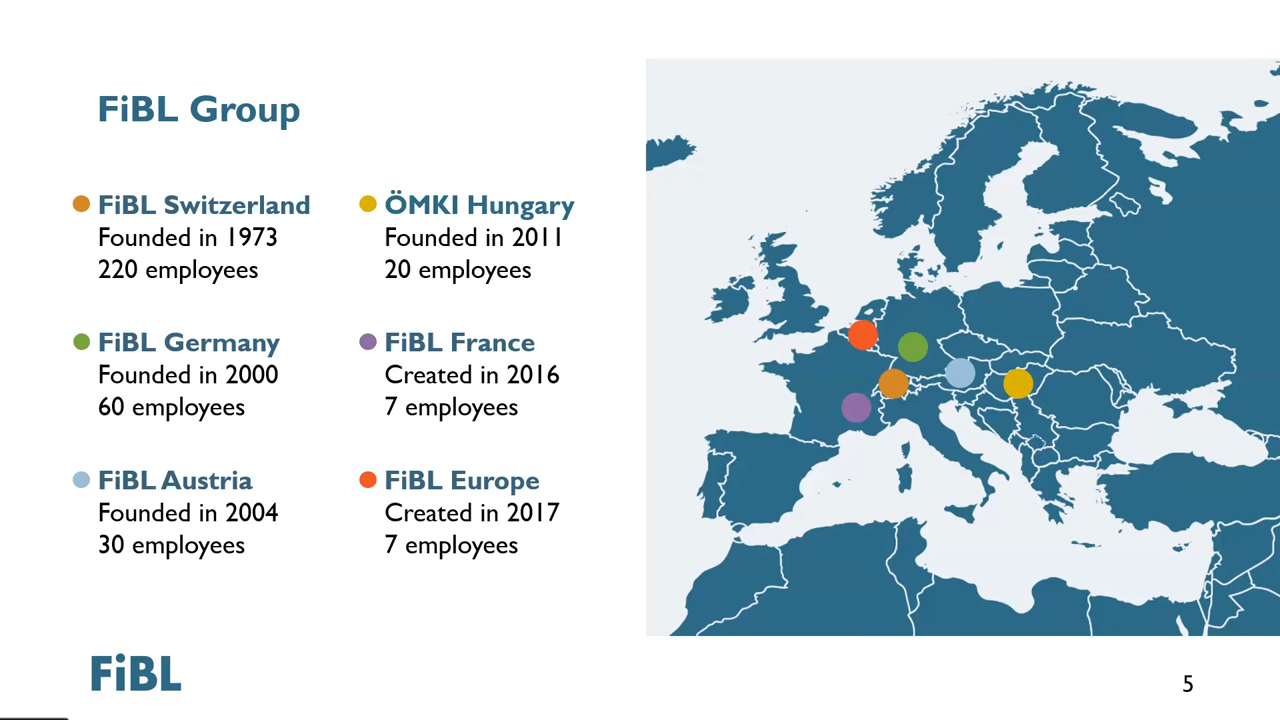 FiBL Group
FiBL Switzerland
Founded in 1973
220 employees
ÖMKI Hungary
Founded in 2011
20 employees
FiBL Germany
Founded in 2000
60 employees
FiBL France
Created in 2016
7 employees
FiBL Austria
Founded in 2004
30 employees
FiBL Europe
Created in 2017
7 employees
FiBL
5